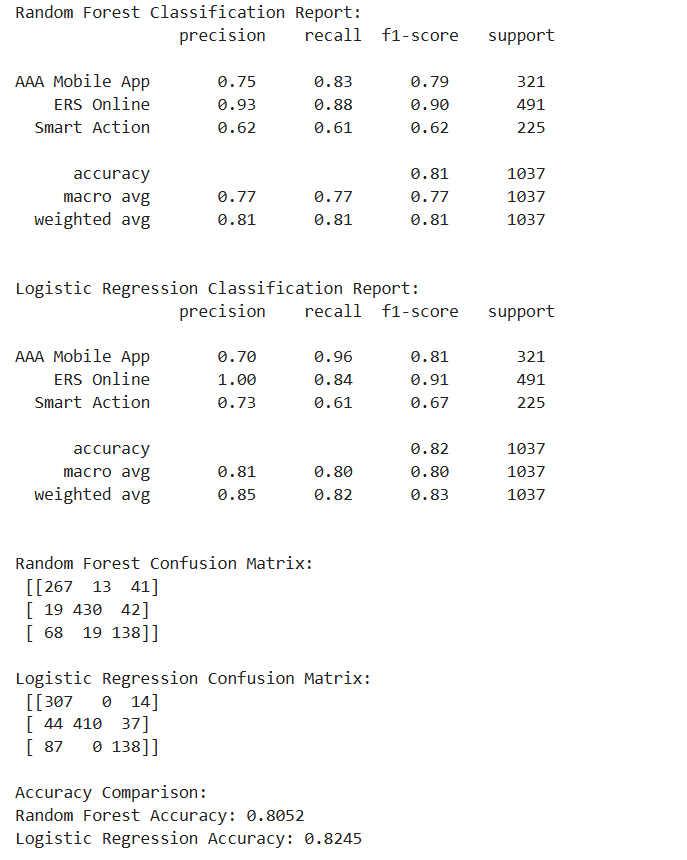 Random Forest Classification Report:
precision recall f1-score support
AAA Mobile App 0.75 0.83 0.79 321
ERS Online 0.93 0.88 0.90 491
Smart Action 0.62 0.61 0.62 225
accuracy 0.81 1037
macro avg 0.77 0.77 0.77 1037
weighted avg 0.81 0.81 0.81 1037
Logistic Regression Classification Report:
precision recall f1-score support
AAA Mobile App 0.70 0.96 0.81 321
ERS Online 1.00 0.84 0.91 491
Smart Action 0.73 0.61 0.67 225
accuracy 0.82 1037
macro avg 0.81 0.80 0.80 1037
weighted avg 0.85 0.82 0.83 1037
Random Forest Confusion Matrix:
[[267 13 41]
[ 19 430 42]
[ 68 19 138]]
Logistic Regression Confusion Matrix:
[[307 0 14]
[ 44 410 37]
[ 87 0 138]]
Accuracy Comparison:
Random Forest Accuracy: 0.8052
Logistic Regression Accuracy: 0.8245